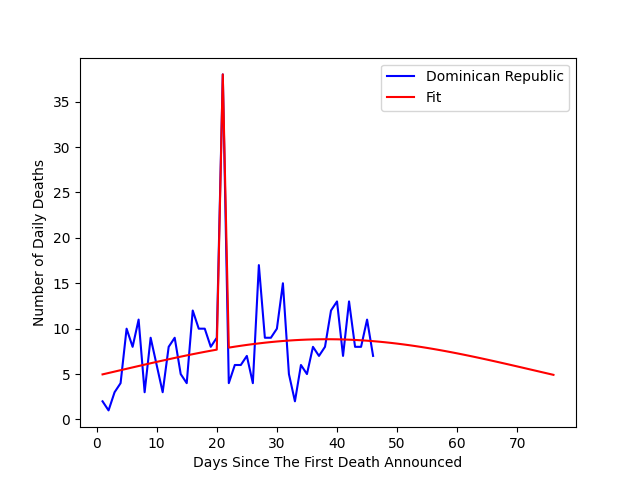 Dominican Republic
Fit
Number of Daily Deaths
35
30
25
20
15
10
5
0
0 10 20 30 40 50 60 70
Days Since The First Death Announced